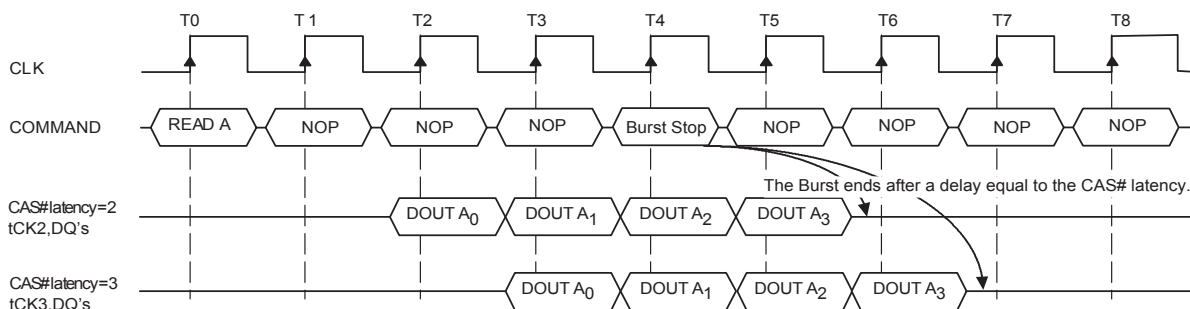 T0 T1 T2 T3 T4 T5 T6 T7 T8
CLK
COMMAND READ A NOP NOP NOP Burst Stop NOP NOP NOP NOP
The Burst ends after a delay equal to the CAS# latency.
CAS# latency=2 DOUT A0 DOUT A1 DOUT A2 DOUT A3
tCK2,DQ's
CAS# latency=3 DOUT A0 DOUT A1 DOUT A2 DOUT A3
tCK3,DQ's